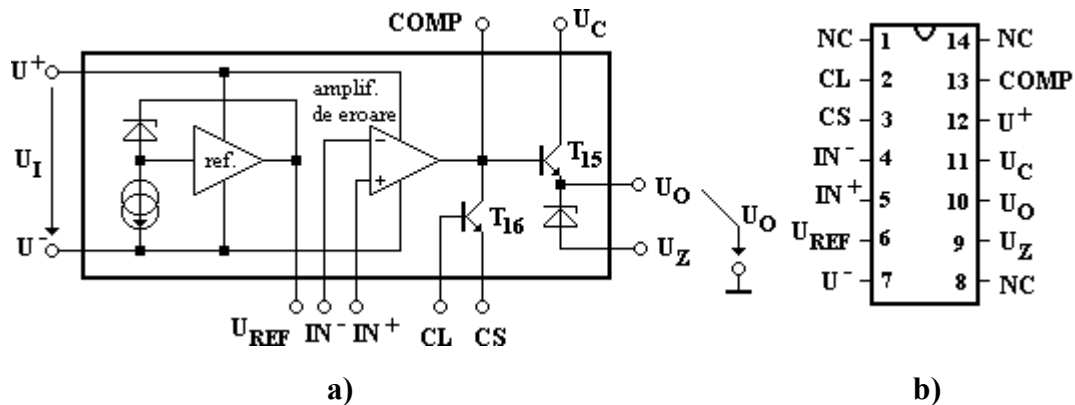 COMP
U_C
U⁺
amplif.
de eroare
U_I
ref.
−
+
T₁₅
T₁₆
U_O
U_O
U⁻
U_Z
U_REF IN⁻ IN⁺ CL CS
a)
NC 1 14 NC
CL 2 13 COMP
CS 3 12 U⁺
IN⁻ 4 11 U_C
IN⁺ 5 10 U_O
U_REF 6 9 U_Z
U⁻ 7 8 NC
b)